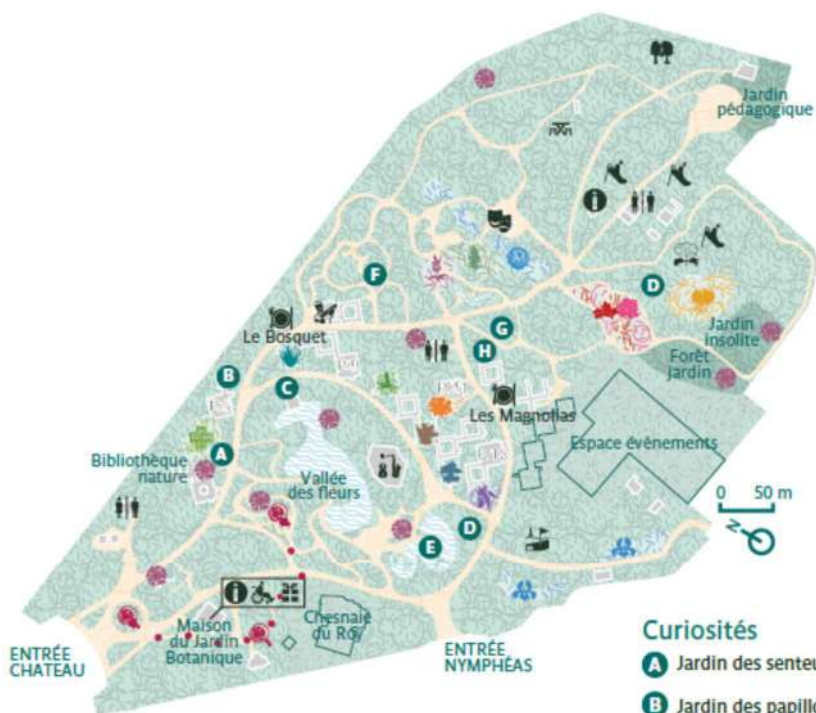 Jardin
pédagogique
F
D
Le Bosquet
G
H
Jardin
insolite
Forêt
jardin
B
C
Les Magnolias
Espace évènements
A
Bibliothèque
nature
Vallée
des fleurs
0 50 m
N
E
D
Maison
du Jardin
Botanique
Chesnaie
du Roy
ENTRÉE
CHATEAU
ENTRÉE
NYMPHÉAS
Curiosités
A Jardin des senteu
B Jardin des papillo